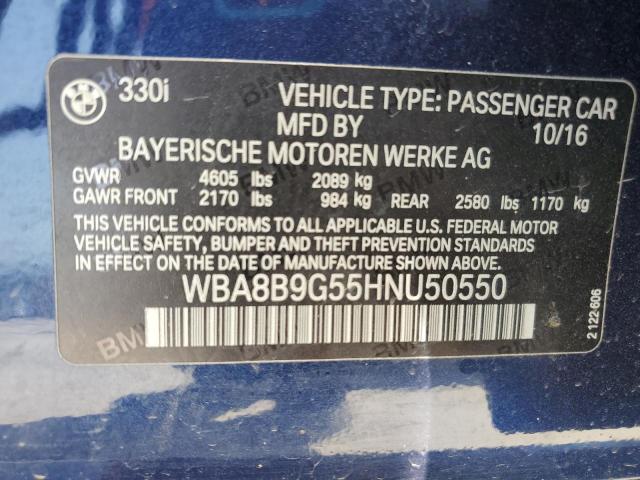 330i VEHICLE TYPE: PASSENGER CAR
MFD BY 10/16
BAYERISCHE MOTOREN WERKE AG
GVWR 4605 lbs 2089 kg
GAWR FRONT 2170 lbs 984 kg REAR 2580 lbs 1170 kg
THIS VEHICLE CONFORMS TO ALL APPLICABLE U.S. FEDERAL MOTOR
VEHICLE SAFETY, BUMPER AND THEFT PREVENTION STANDARDS
IN EFFECT ON THE DATE OF MANUFACTURE SHOWN ABOVE.
WBA8B9G55HNU50550
2 122 606